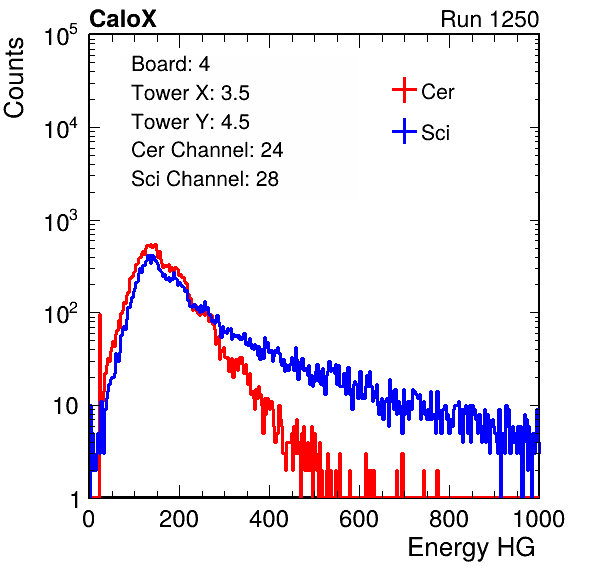 CaloX Run 1250
Counts
10^5
10^4
10^3
10^2
10
1
Board: 4
Tower X: 3.5
Tower Y: 4.5
Cer Channel: 24
Sci Channel: 28
Cer
Sci
0 200 400 600 800 1000
Energy HG